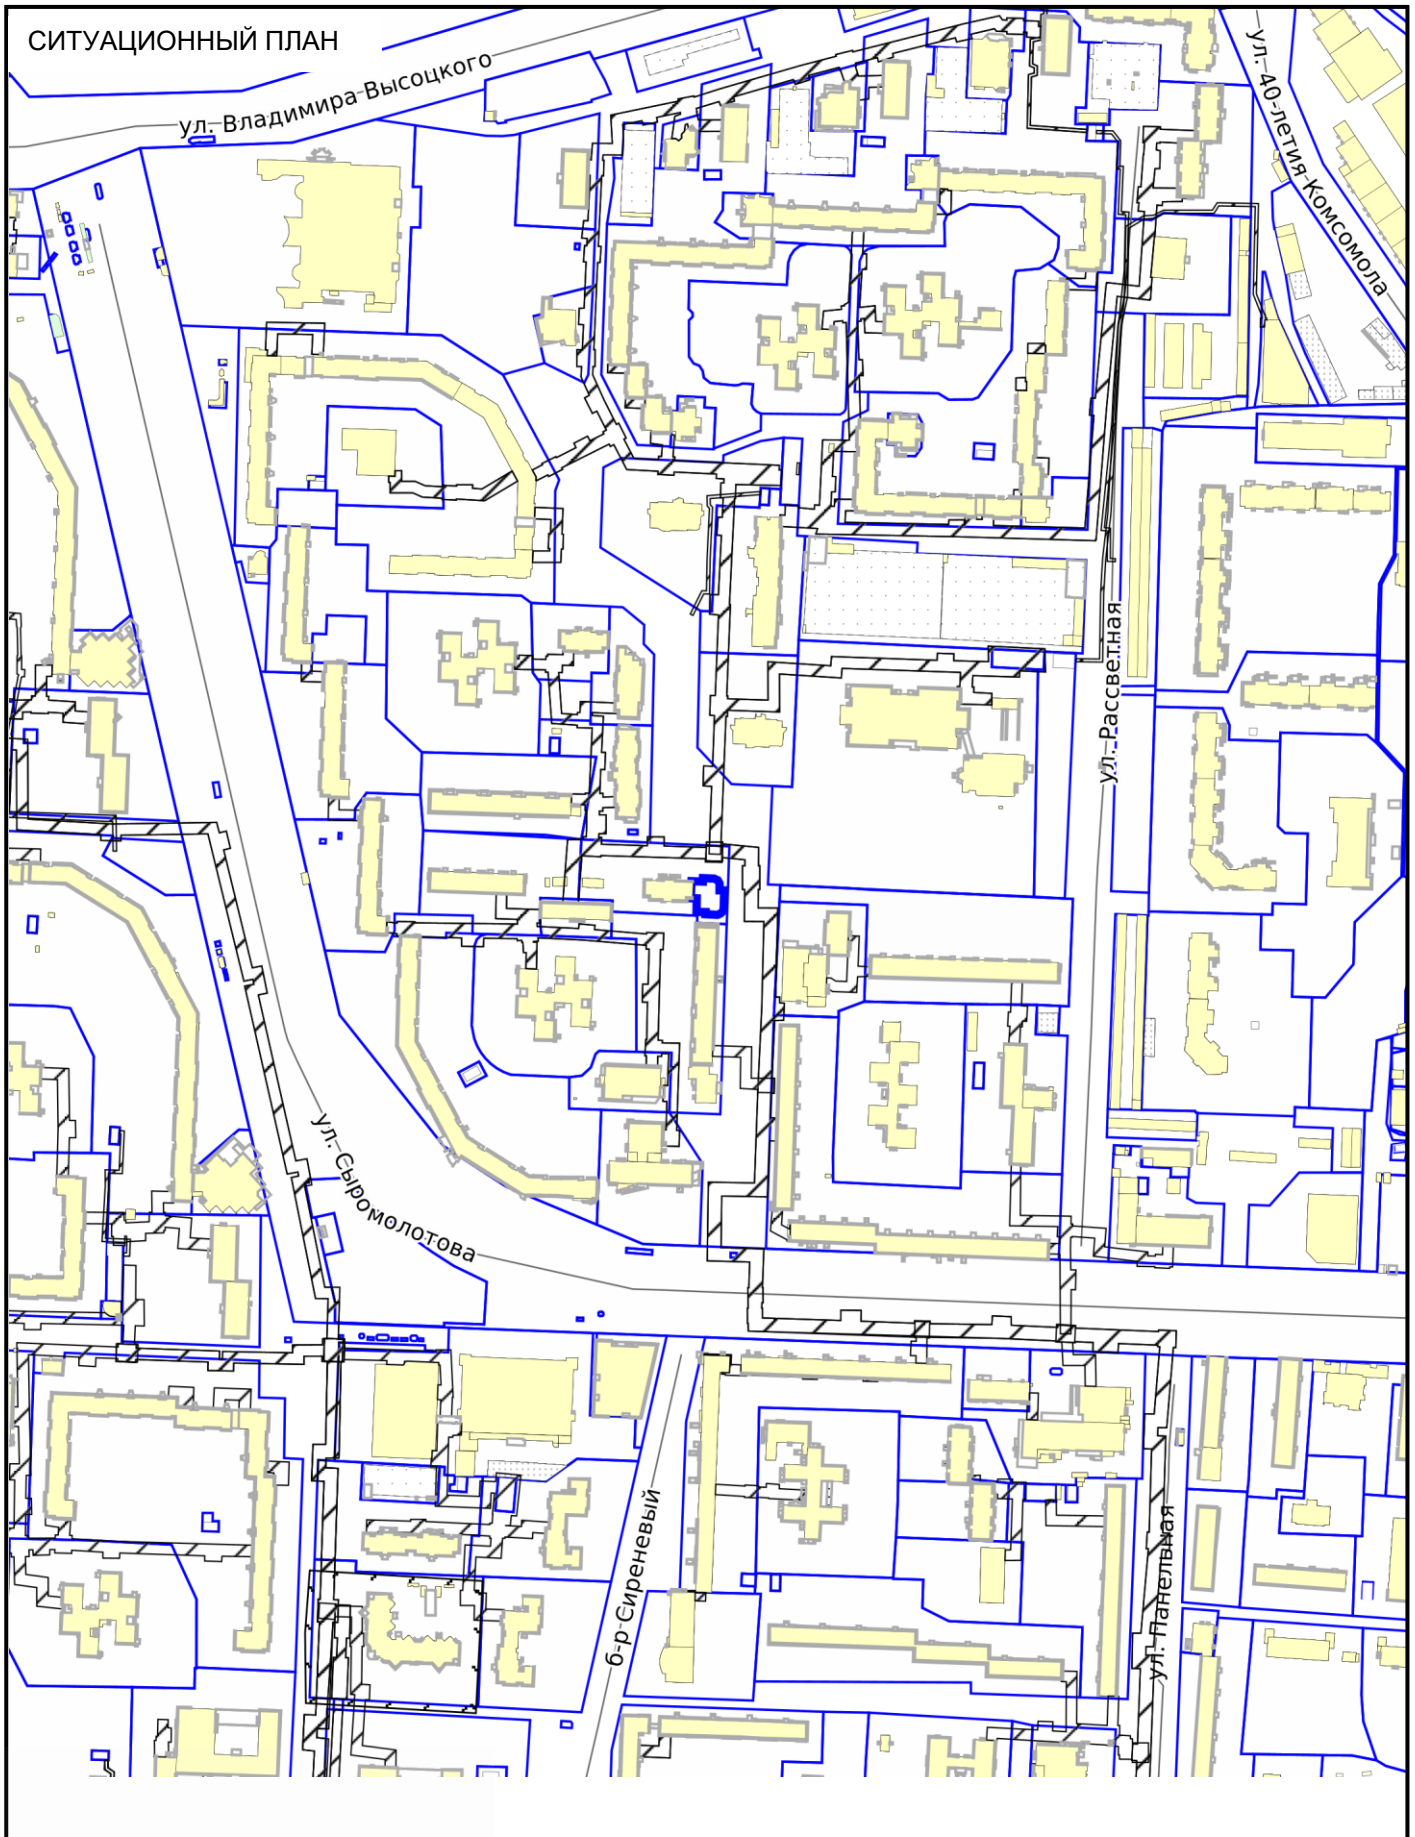 СИТУАЦИОННЫЙ ПЛАН
ул. Владимира Высоцкого
ул. 40-летия Комсомола
ул. Рассветная
ул. Сыромолотова
б-р Сиреневый
ул. Панельная